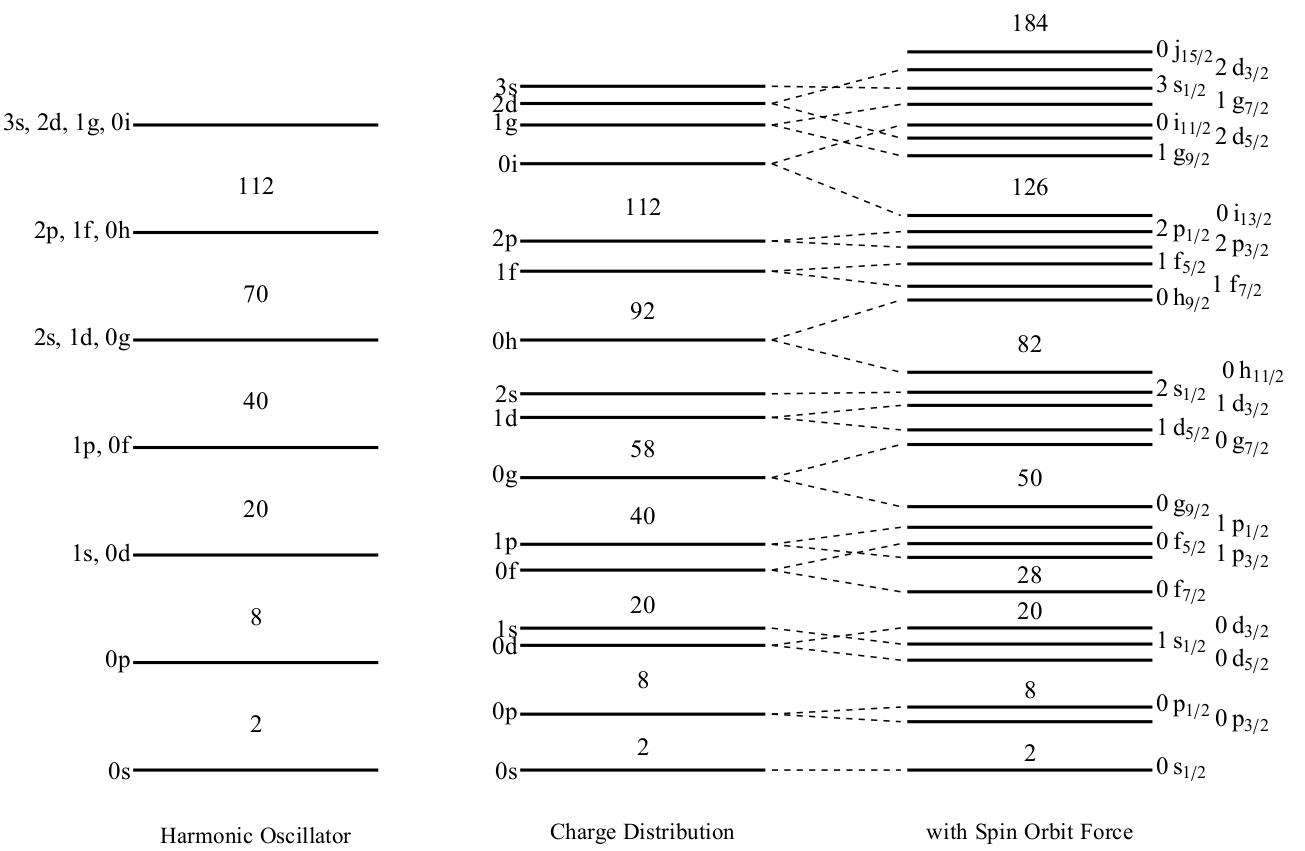 184
0 j15/2
2 d3/2
3s
3 s1/2
2d
1 g7/2
3s, 2d, 1g, 0i
1g
0 i11/2
2 d5/2
0i
1 g9/2
112
126
112
0 i13/2
2p, 1f, 0h
2p
2 p1/2
2 p3/2
1f
1 f5/2
1 f7/2
70
0 h9/2
92
2s, 1d, 0g
0h
82
0 h11/2
2s
2 s1/2
40
1d
1 d3/2
1 d5/2
1p, 0f
58
0 g7/2
0g
50
20
40
0 g9/2
1p
1 p1/2
0 f5/2
1s, 0d
1 p3/2
0f
28
0 f7/2
8
20
20
1s
0 d3/2
0d
1 s1/2
0p
0 d5/2
8
8
0p
0 p1/2
0 p3/2
2
2
2
0s
0s
0 s1/2
Harmonic Oscillator
Charge Distribution
with Spin Orbit Force